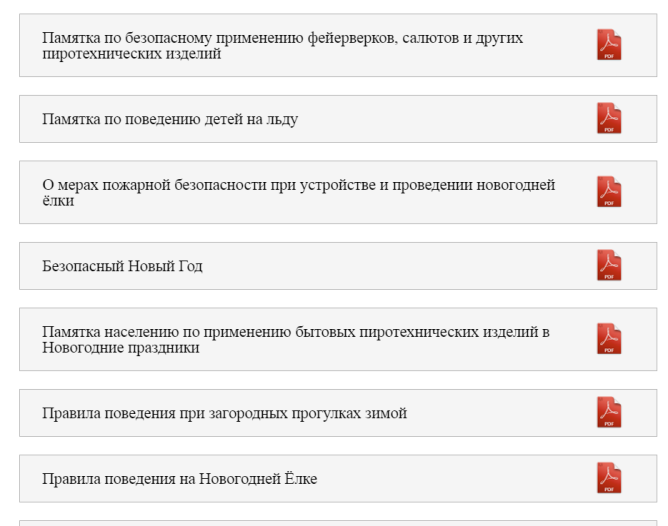 Памятка по безопасному применению фейерверков, салютов и других
пиротехнических изделий
PDF
Памятка по поведению детей на льду
PDF
О мерах пожарной безопасности при устройстве и проведении новогодней
ёлки
PDF
Безопасный Новый Год
PDF
Памятка населению по применению бытовых пиротехнических изделий в
Новогодние праздники
PDF
Правила поведения при загородных прогулках зимой
PDF
Правила поведения на Новогодней Ёлке
PDF